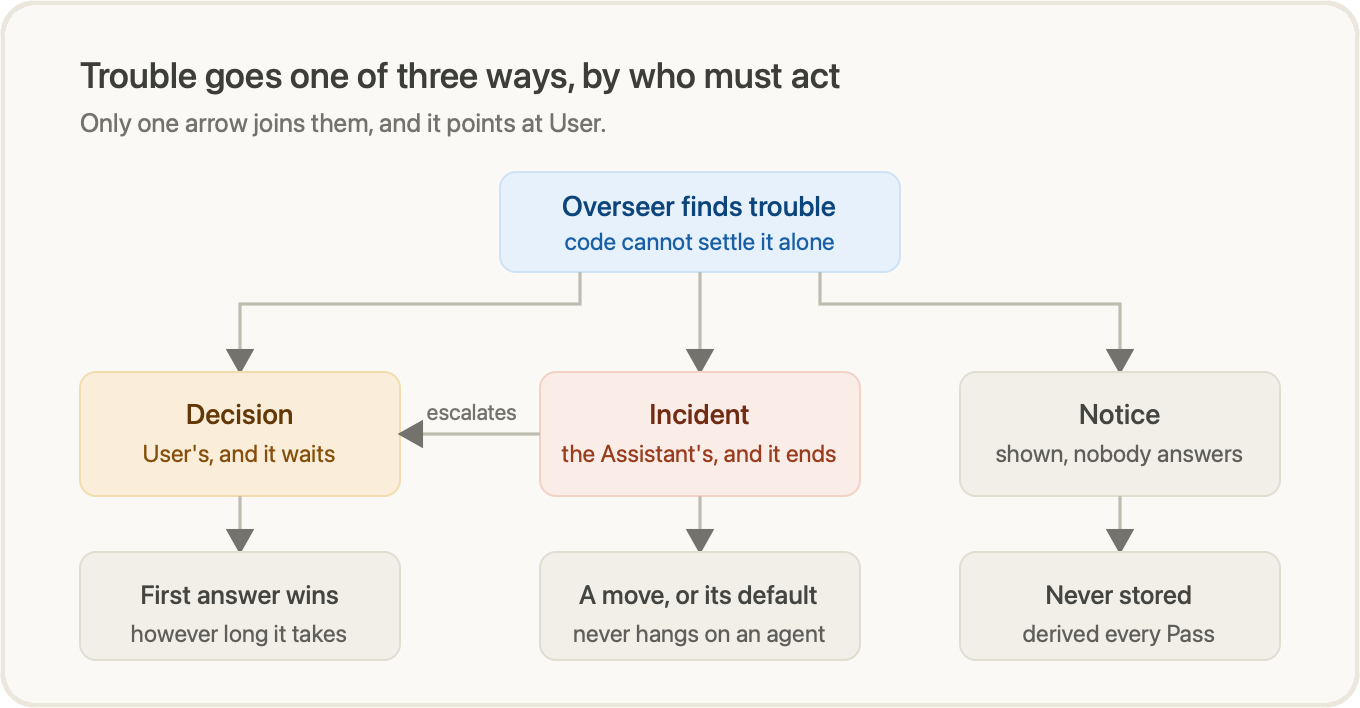 Trouble goes one of three ways, by who must act
Only one arrow joins them, and it points at User.
Overseer finds trouble
code cannot settle it alone
Decision
User's, and it waits
escalates
Incident
the Assistant's, and it ends
Notice
shown, nobody answers
First answer wins
however long it takes
A move, or its default
never hangs on an agent
Never stored
derived every Pass